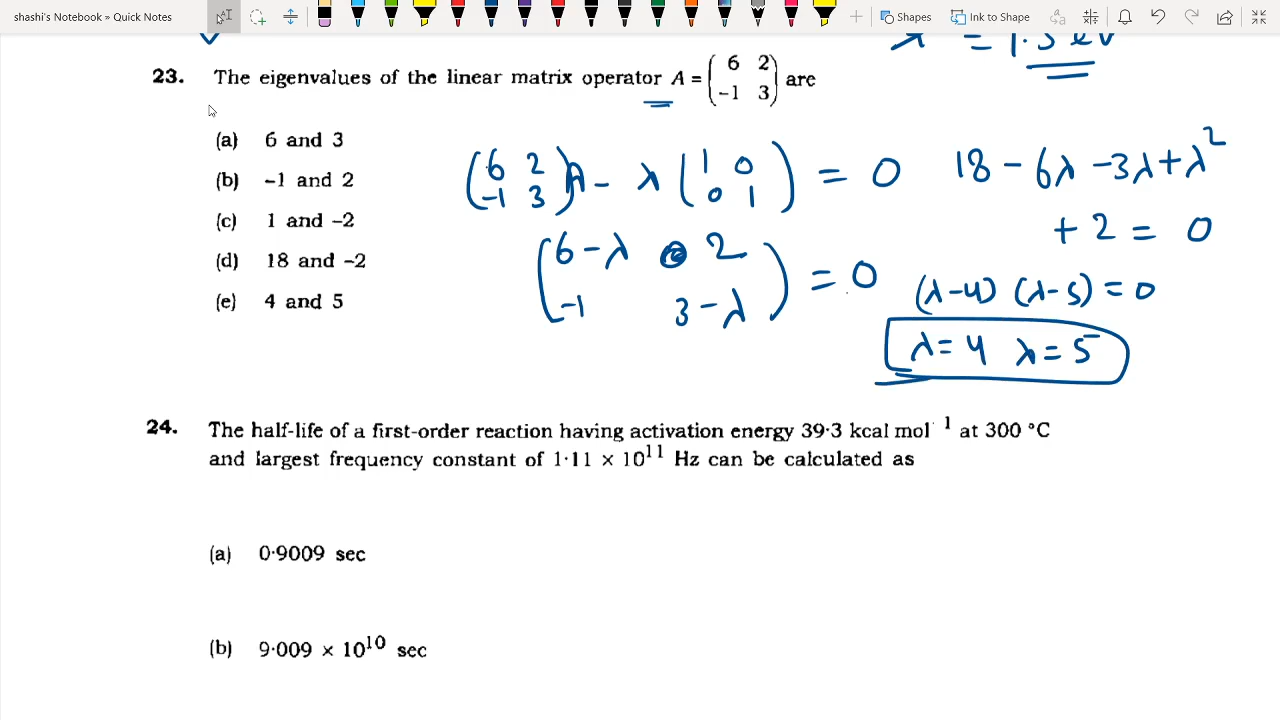 shashi's Notebook » Quick Notes
Shapes Ink to Shape
λ = 1.5 eV
23. The eigenvalues of the linear matrix operator A = (6 2
-1 3) are
(a) 6 and 3
(b) -1 and 2
(c) 1 and -2
(d) 18 and -2
(e) 4 and 5
(6 2
-1 3) - λ (1 0
0 1) = 0
(6-λ 2
-1 3-λ) = 0
18 - 6λ - 3λ + λ²
+ 2 = 0
(λ-4) (λ-5) = 0
λ=4 λ=5
24. The half-life of a first-order reaction having activation energy 39·3 kcal mol⁻¹ at 300 °C
and largest frequency constant of 1·11 × 10¹¹ Hz can be calculated as
(a) 0·9009 sec
(b) 9·009 × 10¹⁰ sec